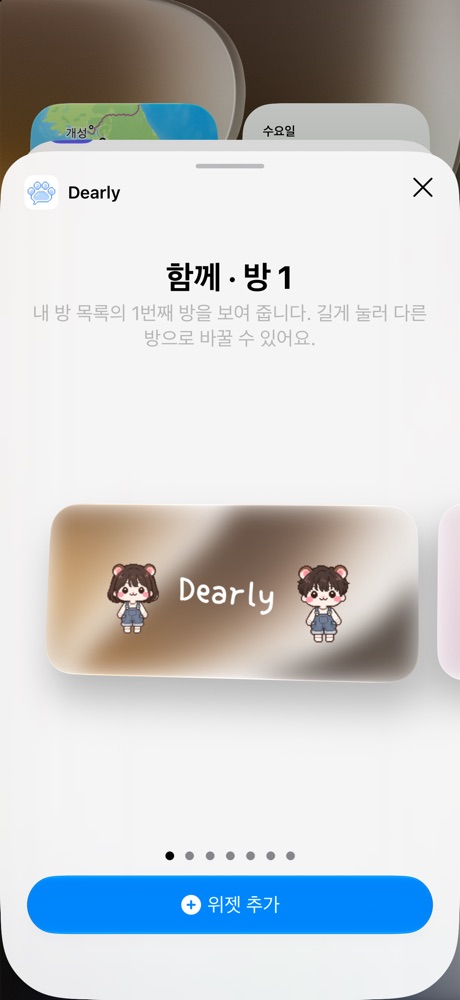 개성
수요일
Dearly
함께 · 방 1
내 방 목록의 1번째 방을 보여 줍니다. 길게 눌러 다른
방으로 바꿀 수 있어요.
Dearly
위젯 추가